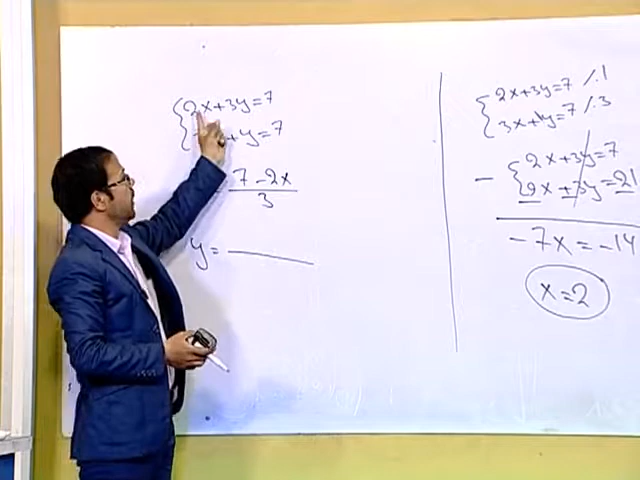 2x+3y=7
+y=7
7-2x
3
y=
2x+3y=7 /.1
3x+y=7 /.3
2x+3y=7
- 9x+3y=21
-7x=-14
x=2